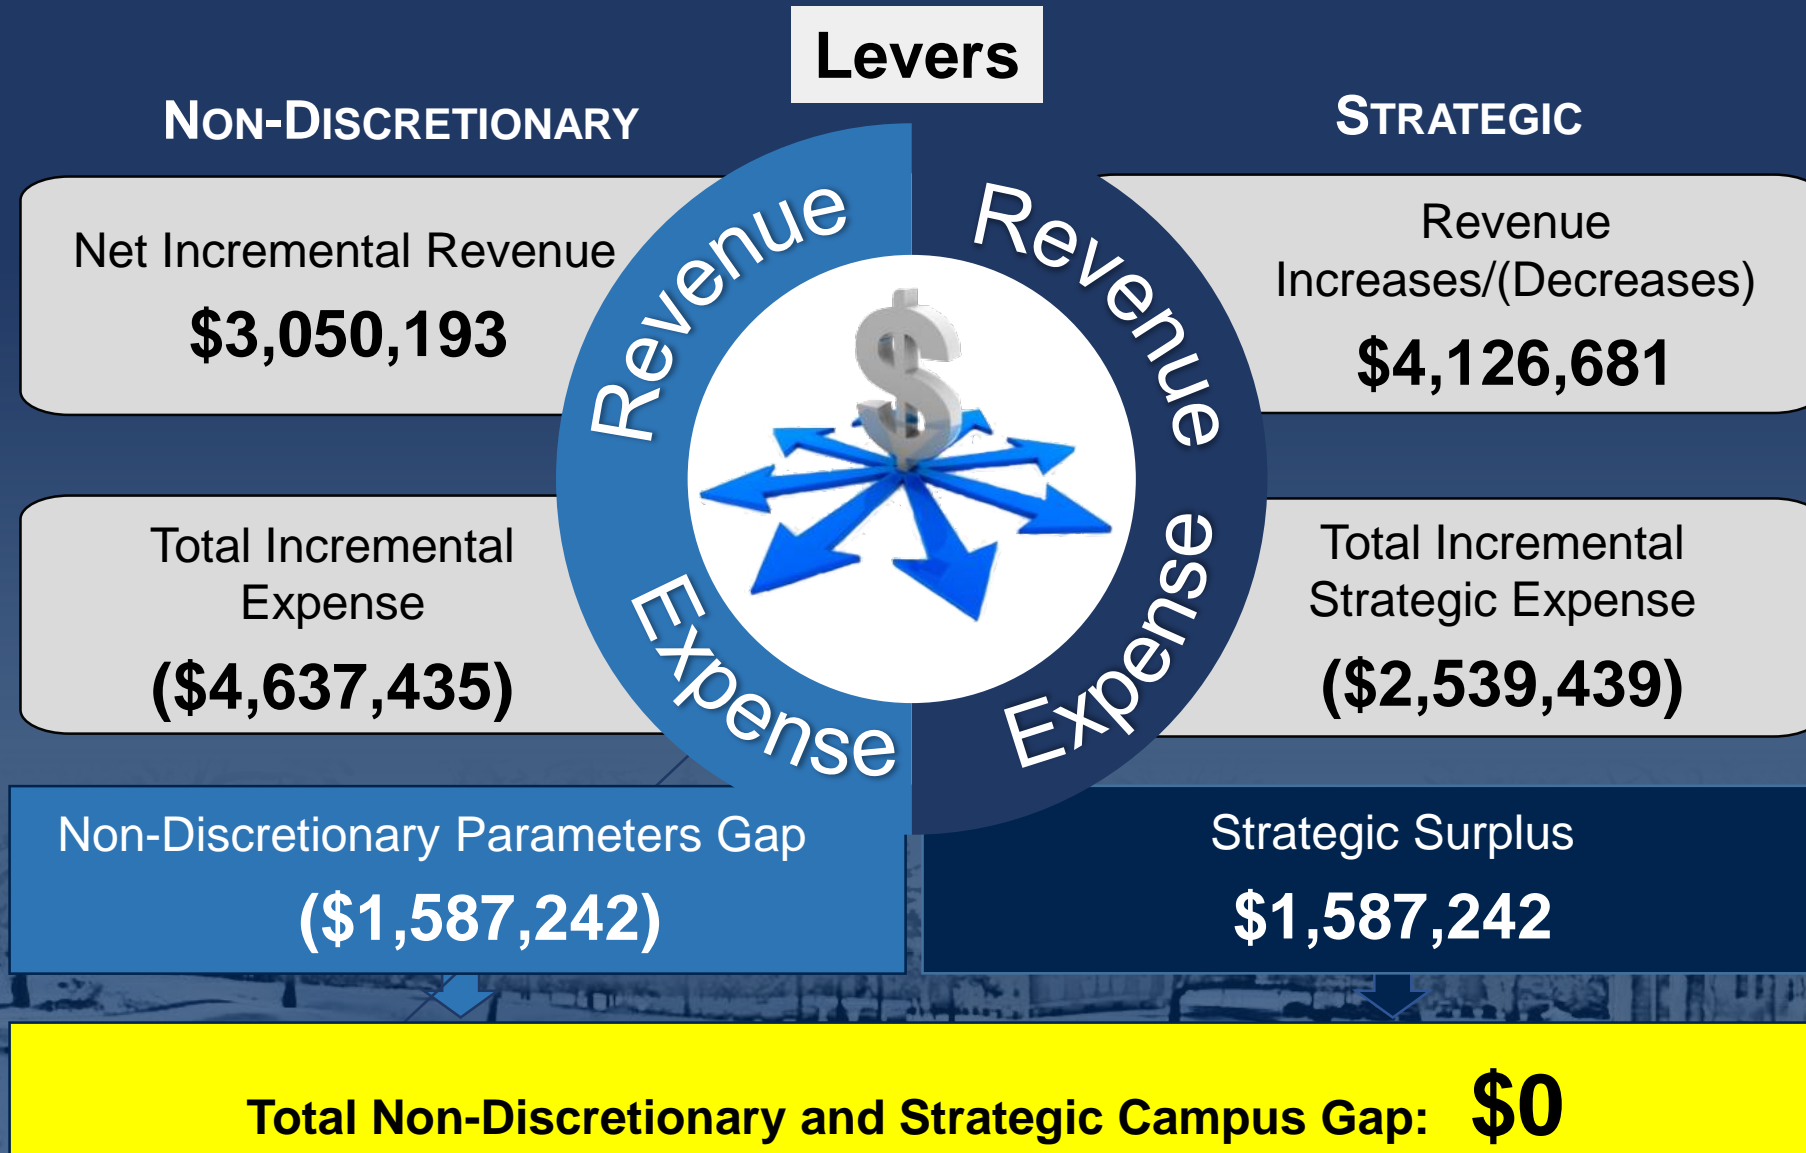 Levers
NON-DISCRETIONARY
STRATEGIC
Net Incremental Revenue
$3,050,193
Revenue
Revenue
Revenue
Increases/(Decreases)
$4,126,681
$
Total Incremental
Expense
($4,637,435)
Expense
Expense
Total Incremental
Strategic Expense
($2,539,439)
Non-Discretionary Parameters Gap
($1,587,242)
Strategic Surplus
$1,587,242
Total Non-Discretionary and Strategic Campus Gap: $0